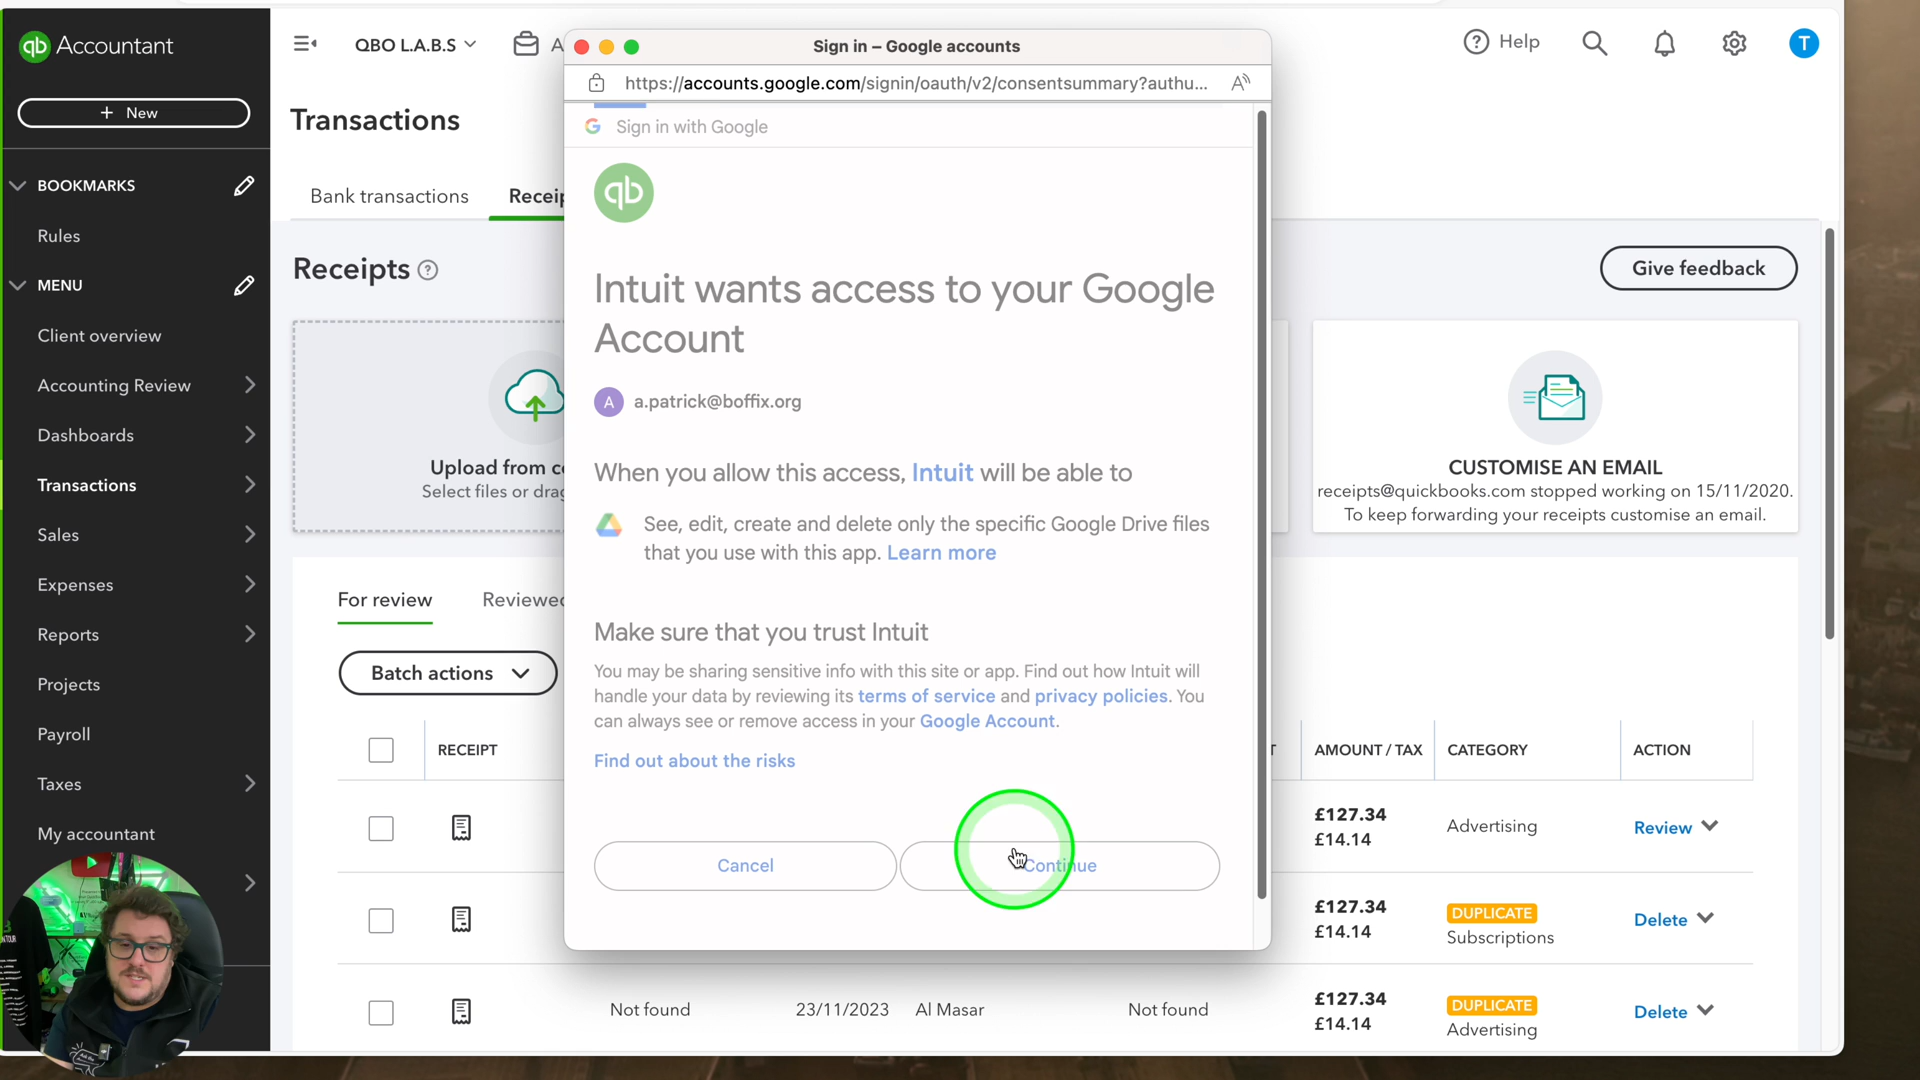 qb Accountant
+ New
BOOKMARKS
Rules
MENU
Client overview
Accounting Review
Dashboards
Transactions
Sales
Expenses
Reports
Projects
Payroll
Taxes
My accountant
QBO L.A.B.S
A
Help
T
Transactions
Bank transactions
Receip
Receipts
Give feedback
Upload from co
Select files or drag
CUSTOMISE AN EMAIL
receipts@quickbooks.com stopped working on 15/11/2020.
To keep forwarding your receipts customise an email.
For review
Reviewed
Batch actions
RECEIPT
T
AMOUNT / TAX
CATEGORY
ACTION
£127.34
£14.14
Advertising
Review
£127.34
£14.14
DUPLICATE
Subscriptions
Delete
Not found
23/11/2023
Al Masar
Not found
£127.34
£14.14
DUPLICATE
Advertising
Delete
Sign in – Google accounts
https://accounts.google.com/signin/oauth/v2/consentsummary?authu...
Sign in with Google
qb
Intuit wants access to your Google
Account
A a.patrick@boffix.org
When you allow this access, Intuit will be able to
See, edit, create and delete only the specific Google Drive files
that you use with this app. Learn more
Make sure that you trust Intuit
You may be sharing sensitive info with this site or app. Find out how Intuit will
handle your data by reviewing its terms of service and privacy policies. You
can always see or remove access in your Google Account.
Find out about the risks
Cancel
Continue